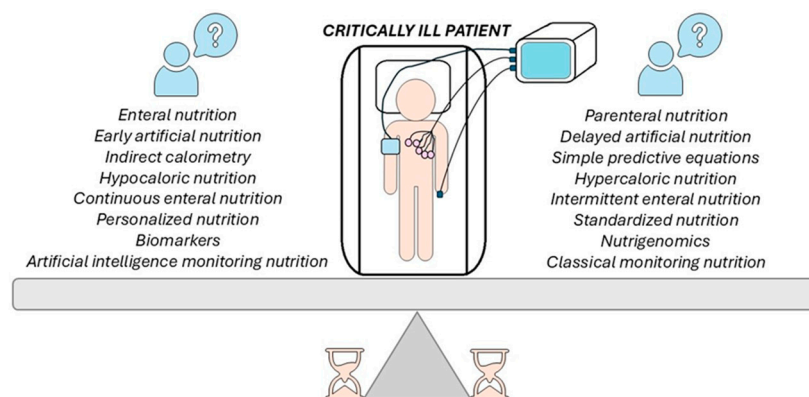 CRITICALLY ILL PATIENT
?
?
Enteral nutrition
Early artificial nutrition
Indirect calorimetry
Hypocaloric nutrition
Continuous enteral nutrition
Personalized nutrition
Biomarkers
Artificial intelligence monitoring nutrition
Parenteral nutrition
Delayed artificial nutrition
Simple predictive equations
Hypercaloric nutrition
Intermittent enteral nutrition
Standardized nutrition
Nutrigenomics
Classical monitoring nutrition